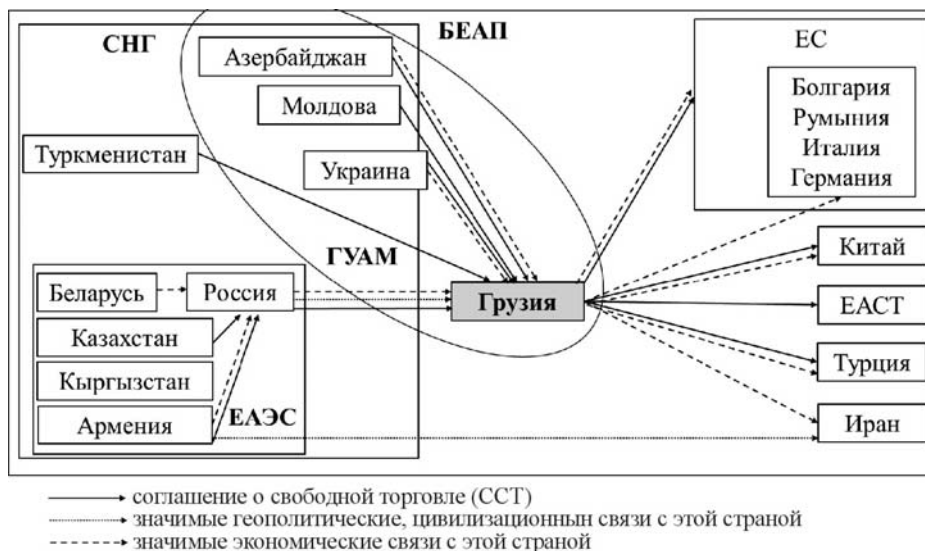 СНГ
БЕАП
Азербайджан
Молдова
Туркменистан
Украина
ГУАМ
Беларусь
Россия
Казахстан
Кыргызстан
Армения
ЕАЭС
Грузия
ЕС
Болгария
Румыния
Италия
Германия
Китай
ЕАСТ
Турция
Иран
соглашение о свободной торговле (ССТ)
значимые геополитические, цивилизационнын связи с этой страной
значимые экономические связи с этой страной